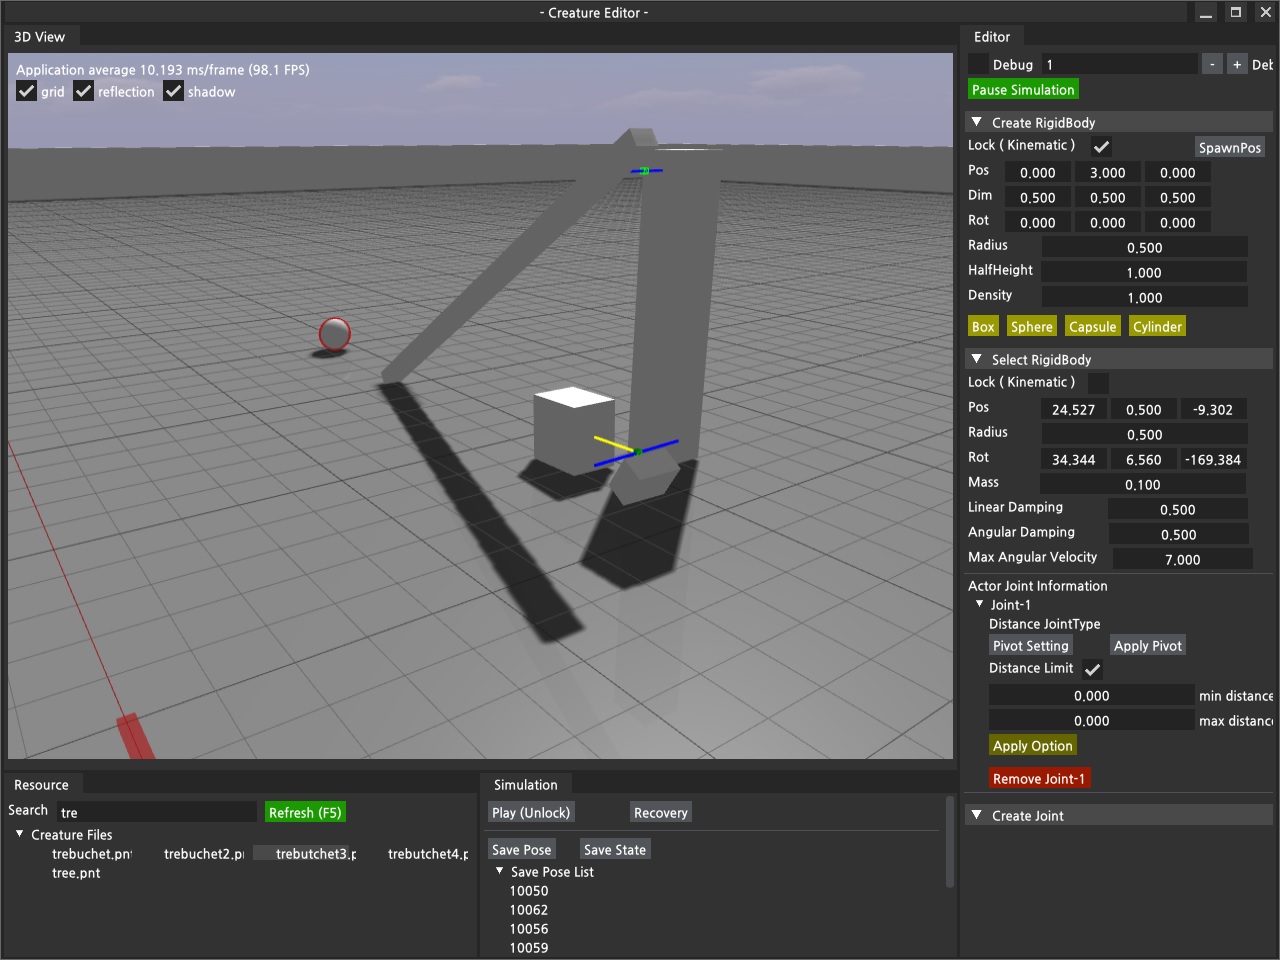 - Creature Editor -
3D View
Application average 10.193 ms/frame (98.1 FPS)
grid reflection shadow
Editor
Debug 1 - + Deb
Pause Simulation
Create RigidBody
Lock ( Kinematic ) SpawnPos
Pos 0.000 3.000 0.000
Dim 0.500 0.500 0.500
Rot 0.000 0.000 0.000
Radius 0.500
HalfHeight 1.000
Density 1.000
Box Sphere Capsule Cylinder
Select RigidBody
Lock ( Kinematic )
Pos 24.527 0.500 -9.302
Radius 0.500
Rot 34.344 6.560 -169.384
Mass 0.100
Linear Damping 0.500
Angular Damping 0.500
Max Angular Velocity 7.000
Actor Joint Information
Joint-1
Distance JointType
Pivot Setting Apply Pivot
Distance Limit
0.000 min distance
0.000 max distance
Apply Option
Remove Joint-1
Create Joint
Resource
Search tre Refresh (F5)
Creature Files
trebuchet.pnt trebuchet2.p trebutchet3.p trebutchet4.p
tree.pnt
Simulation
Play (Unlock) Recovery
Save Pose Save State
Save Pose List
10050
10062
10056
10059